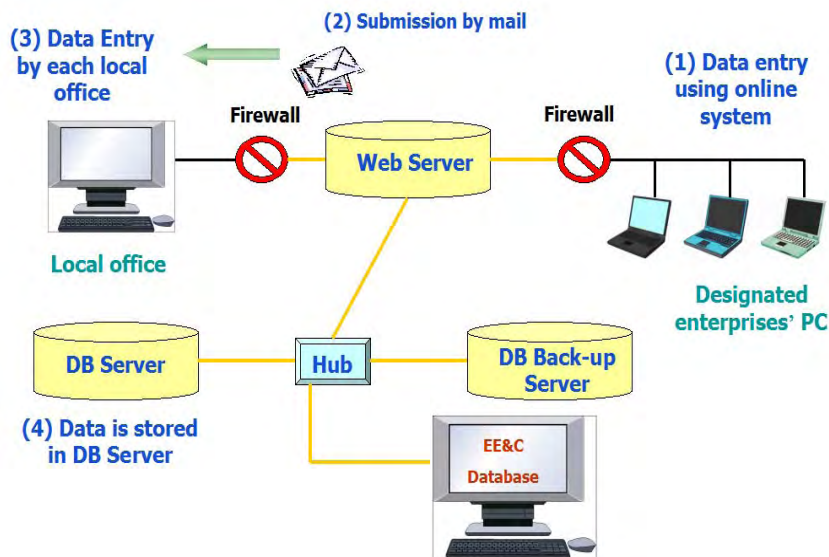 (2) Submission by mail
(3) Data Entry
by each local
office
(1) Data entry
using online
system
Firewall
Firewall
Web Server
Local office
Designated
enterprises’ PC
DB Server
Hub
DB Back-up
Server
(4) Data is stored
in DB Server
EE&C
Database